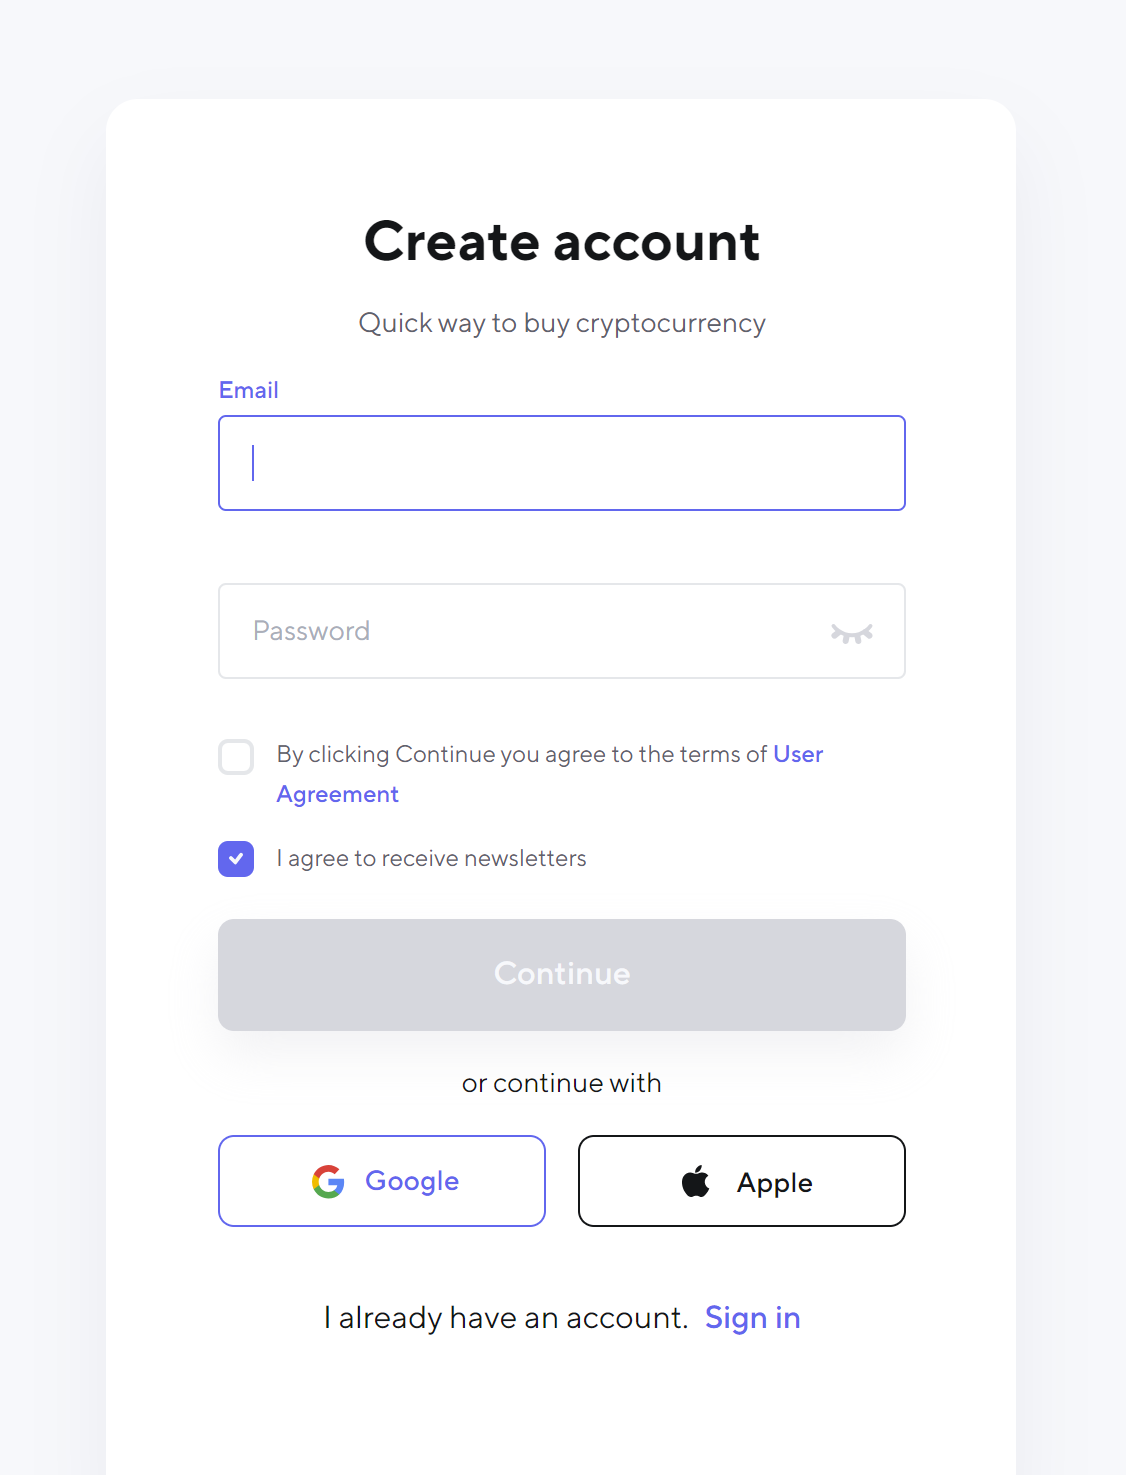 Create account
Quick way to buy cryptocurrency
Email
Password
By clicking Continue you agree to the terms of User
Agreement
I agree to receive newsletters
Continue
or continue with
Google
Apple
I already have an account. Sign in